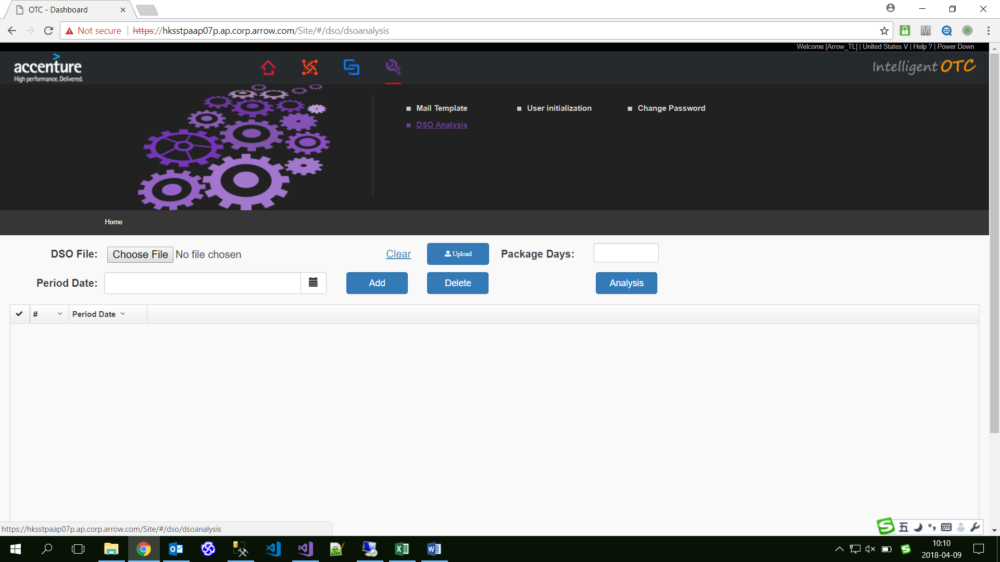 OTC - Dashboard
Not secure https://hksstpaap07p.ap.corp.arrow.com/Site/#/dso/dsoanalysis
Welcome [Arrow_TL] | United States V | Help ? | Power Down
accenture
High performance. Delivered.
Intelligent OTC
Mail Template User initialization Change Password
DSO Analysis
Home
DSO File: Choose File No file chosen Clear Upload Package Days:
Period Date: Add Delete Analysis
# Period Date
https://hksstpaap07p.ap.corp.arrow.com/Site/#/dso/dsoanalysis
五
10:10
2018-04-09